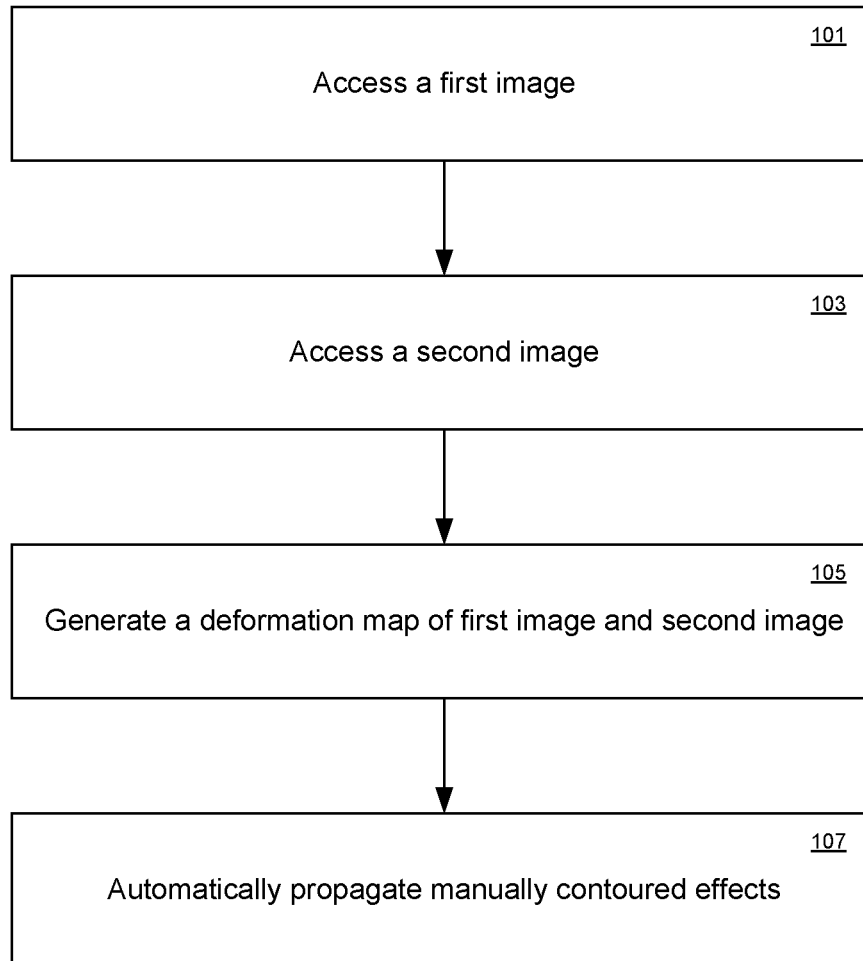 101
Access a first image
103
Access a second image
105
Generate a deformation map of first image and second image
107
Automatically propagate manually contoured effects